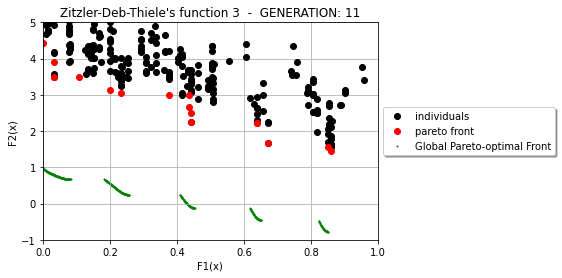 Zitzler-Deb-Thiele's function 3 - GENERATION: 11
5
4
3
2
1
0
−1
F2(x)
0.0 0.2 0.4 0.6 0.8 1.0
F1(x)
individuals
pareto front
Global Pareto-optimal Front